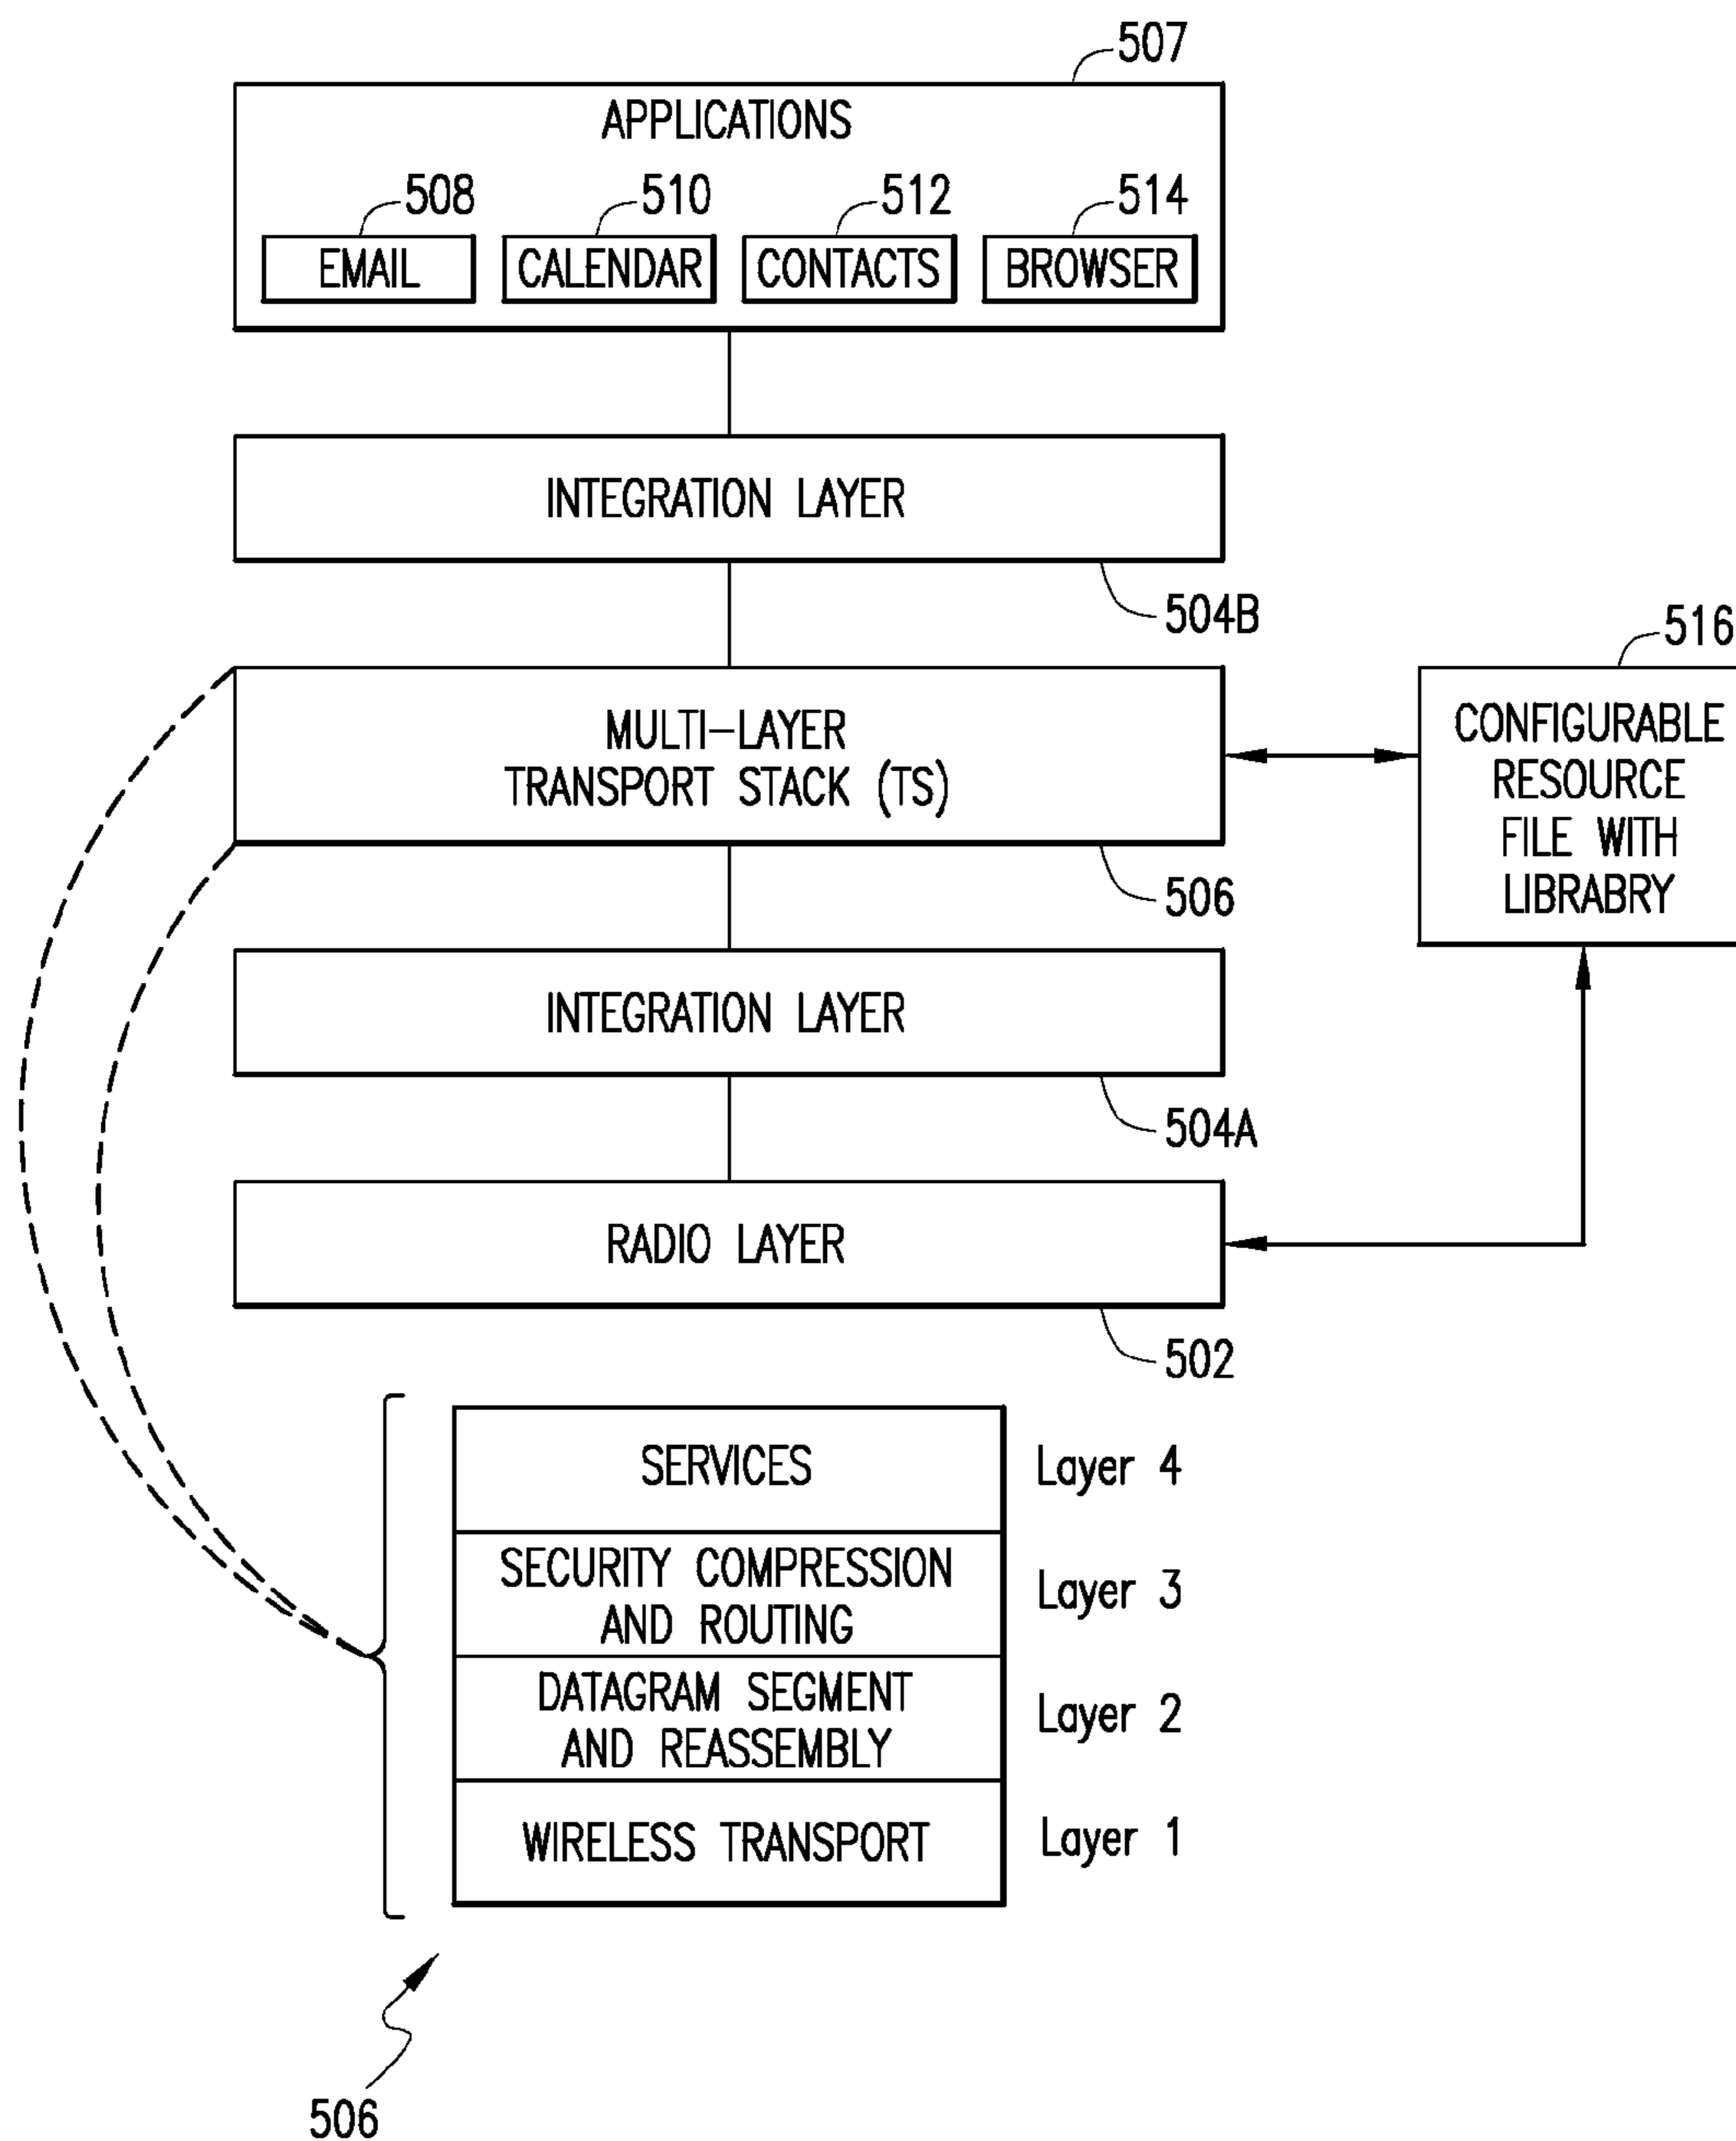 507
APPLICATIONS
508
510
512
514
EMAIL
CALENDAR
CONTACTS
BROWSER
INTEGRATION LAYER
504B
516
MULTI-LAYER
TRANSPORT STACK (TS)
506
CONFIGURABLE
RESOURCE
FILE WITH
LIBRABRY
INTEGRATION LAYER
504A
RADIO LAYER
502
SERVICES
Layer 4
SECURITY COMPRESSION
AND ROUTING
Layer 3
DATAGRAM SEGMENT
AND REASSEMBLY
Layer 2
WIRELESS TRANSPORT
Layer 1
506